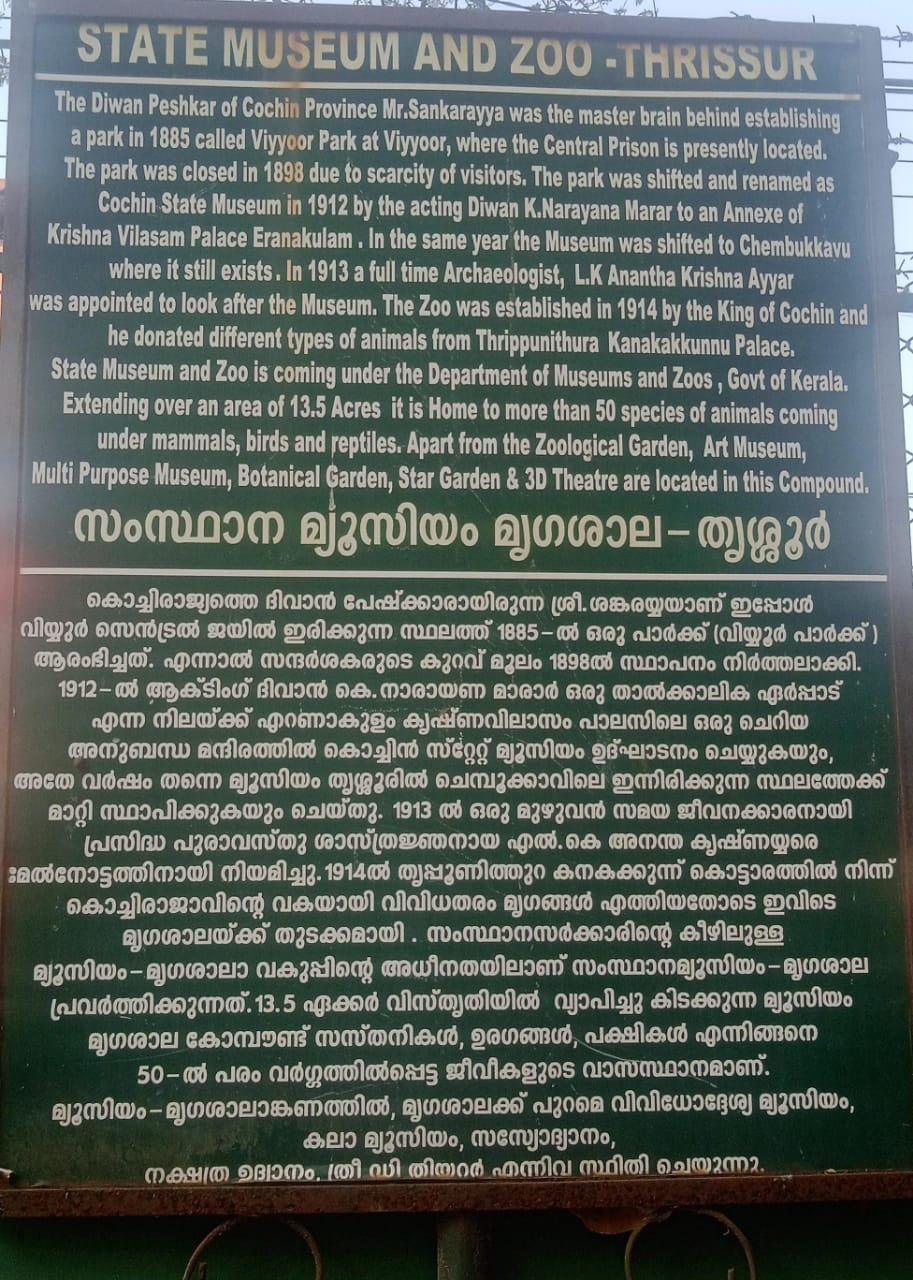 STATE MUSEUM AND ZOO -THRISSUR
The Diwan Peshkar of Cochin Province Mr.Sankarayya was the master brain behind establishing
a park in 1885 called Viyyoor Park at Viyyoor, where the Central Prison is presently located.
The park was closed in 1898 due to scarcity of visitors. The park was shifted and renamed as
Cochin State Museum in 1912 by the acting Diwan K.Narayana Marar to an Annexe of
Krishna Vilasam Palace Eranakulam . In the same year the Museum was shifted to Chembukkavu
where it still exists . In 1913 a full time Archaeologist, L.K Anantha Krishna Ayyar
was appointed to look after the Museum. The Zoo was established in 1914 by the King of Cochin and
he donated different types of animals from Thrippunithura Kanakakkunnu Palace.
State Museum and Zoo is coming under the Department of Museums and Zoos , Govt of Kerala.
Extending over an area of 13.5 Acres it is Home to more than 50 species of animals coming
under mammals, birds and reptiles. Apart from the Zoological Garden, Art Museum,
Multi Purpose Museum, Botanical Garden, Star Garden & 3D Theatre are located in this Compound.
സംസ്ഥാന മ്യൂസിയം മൃഗശാല – തൃശ്ശൂർ
കൊച്ചിരാജ്യത്തെ ദിവാൻ പേഷ്ക്കാരായിരുന്ന ശ്രീ. ശങ്കരയ്യയാണ് ഇപ്പോൾ
വിയ്യുർ സെൻട്രൽ ജയിൽ ഇരിക്കുന്ന സ്ഥലത്ത് 1885-ൽ ഒരു പാർക്ക് (വിയ്യൂർ പാർക്ക് )
ആരംഭിച്ചത്. എന്നാൽ സന്ദർശകരുടെ കുറവ് മൂലം 1898ൽ സ്ഥാപനം നിർത്തലാക്കി.
1912-ൽ ആക്ടിംഗ് ദിവാൻ കെ.നാരായണ മാരാർ ഒരു താൽക്കാലിക ഏർപ്പാട്
എന്ന നിലയ്ക്ക് എറണാകുളം കൃഷ്ണവിലാസം പാലസിലെ ഒരു ചെറിയ
അനുബന്ധ മന്ദിരത്തിൽ കൊച്ചിൻ സ്റ്റേറ്റ് മ്യൂസിയം ഉദ്ഘാടനം ചെയ്യുകയും,
അതേ വർഷം തന്നെ മ്യൂസിയം തൃശ്ശൂരിൽ ചെമ്പൂക്കാവിലെ ഇന്നിരിക്കുന്ന സ്ഥലത്തേക്ക്
മാറ്റി സ്ഥാപിക്കുകയും ചെയ്തു. 1913 ൽ ഒരു മുഴുവൻ സമയ ജീവനക്കാരനായി
പ്രസിദ്ധ പുരാവസ്തു ശാസ്ത്രജ്ഞനായ എൽ.കെ അനന്ത കൃഷ്ണയ്യരെ
മേൽനോട്ടത്തിനായി നിയമിച്ചു. 1914ൽ തൃപ്പൂണിത്തുറ കനകക്കുന്ന് കൊട്ടാരത്തിൽ നിന്ന്
കൊച്ചിരാജാവിന്റെ വകയായി വിവിധതരം മൃഗങ്ങൾ എത്തിയതോടെ ഇവിടെ
മൃഗശാലയ്ക്ക് തുടക്കമായി . സംസ്ഥാനസർക്കാരിന്റെ കീഴിലുള്ള
മ്യൂസിയം-മൃഗശാലാ വകുപ്പിന്റെ അധീനതയിലാണ് സംസ്ഥാനമ്യൂസിയം-മൃഗശാല
പ്രവർത്തിക്കുന്നത്. 13.5 ഏക്കർ വിസ്തൃതിയിൽ വ്യാപിച്ചു കിടക്കുന്ന മ്യൂസിയം
മൃഗശാല കോമ്പൗണ്ട് സസ്തനികൾ, ഉരഗങ്ങൾ, പക്ഷികൾ എന്നിങ്ങനെ
50-ൽ പരം വർഗ്ഗത്തിൽപ്പെട്ട ജീവീകളുടെ വാസസ്ഥാനമാണ്.
മ്യൂസിയം-മൃഗശാലാങ്കണത്തിൽ, മൃഗശാലക്ക് പുറമെ വിവിധോദ്ദേശ്യ മ്യൂസിയം,
കലാ മ്യൂസിയം, സസ്യോദ്യാനം,
നക്ഷത്ര ഉദ്യാനം, ത്രീ ഡി തിയറ്റർ എന്നിവ സ്ഥിതി ചെയ്യുന്നു.